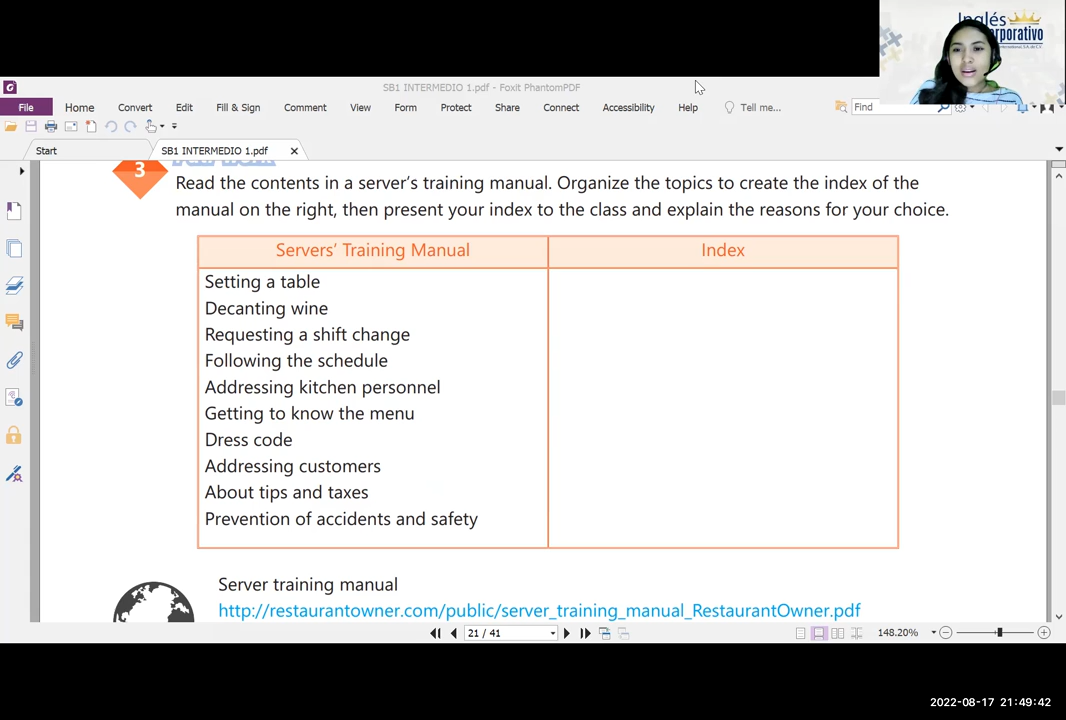 Inglés
rporativo
SB1 INTERMEDIO 1.pdf - Foxit PhantomPDF
File Home Convert Edit Fill & Sign Comment View Form Protect Share Connect Accessibility Help Tell me... Find
Start SB1 INTERMEDIO 1.pdf
3
Read the contents in a server's training manual. Organize the topics to create the index of the
manual on the right, then present your index to the class and explain the reasons for your choice.
Servers' Training Manual Index
Setting a table
Decanting wine
Requesting a shift change
Following the schedule
Addressing kitchen personnel
Getting to know the menu
Dress code
Addressing customers
About tips and taxes
Prevention of accidents and safety
Server training manual
http://restaurantowner.com/public/server_training_manual_RestaurantOwner.pdf
21 / 41 148.20%
2022-08-17 21:49:42